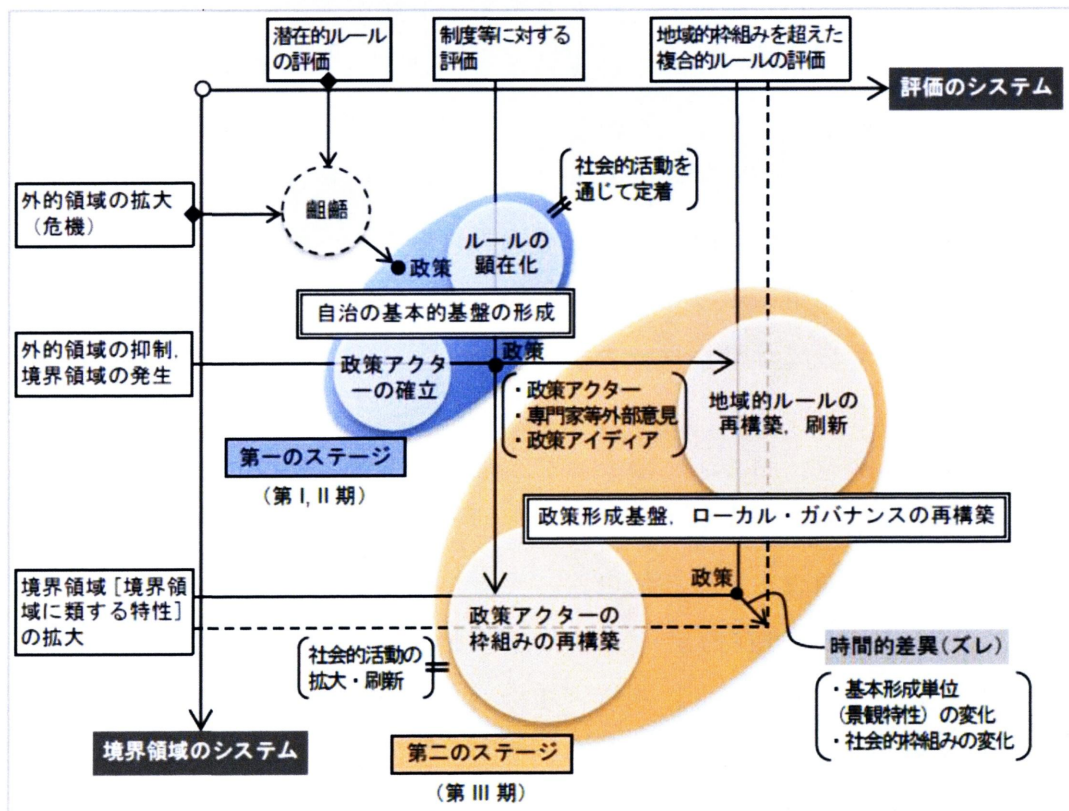 潜在的ルール
の評価
制度等に対する
評価
地域的枠組みを超えた
複合的ルールの評価
評価のシステム
外的領域の拡大
（危機）
齟齬
社会的活動を
通じて定着
ルールの
顕在化
政策
自治の基本的基盤の形成
外的領域の抑制，
境界領域の発生
政策アクタ
ーの確立
政策
・政策アクター
・専門家等外部意見
・政策アイディア
地域的ルールの
再構築，刷新
第一のステージ
（第 I, II 期）
政策形成基盤，ローカル・ガバナンスの再構築
境界領域［境界領
域に類する特性］
の拡大
政策
政策アクターの
枠組みの再構築
社会的活動の
拡大・刷新
時間的差異（ズレ）
・基本形成単位
（景観特性）の変化
・社会的枠組みの変化
境界領域のシステム
第二のステージ
（第 III 期）